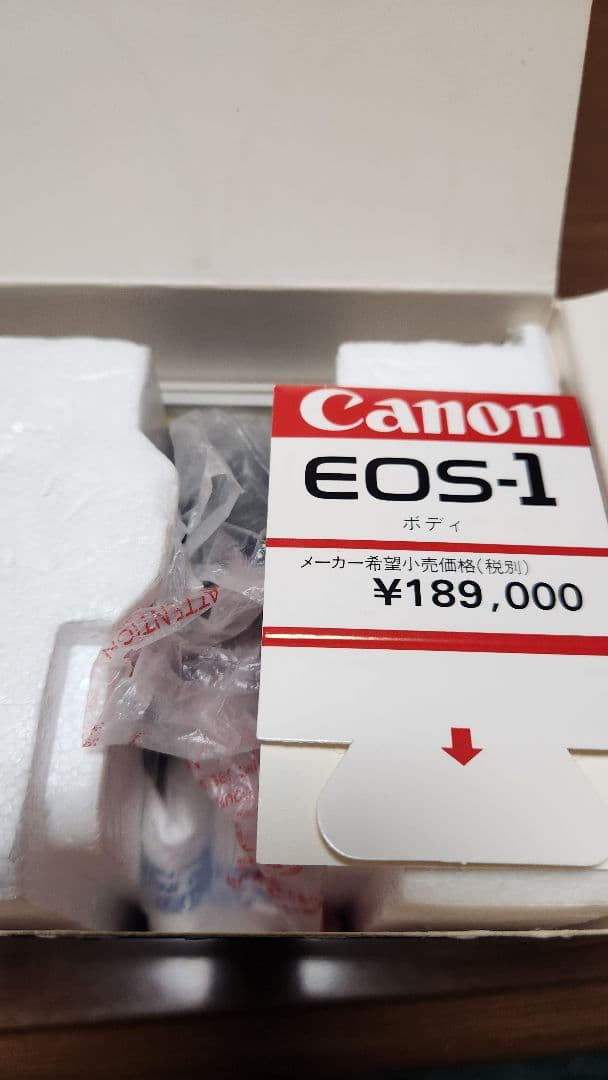 Canon
EOS-1
ボディ
メーカー希望小売価格(税別)
¥189,000
ATTENTION